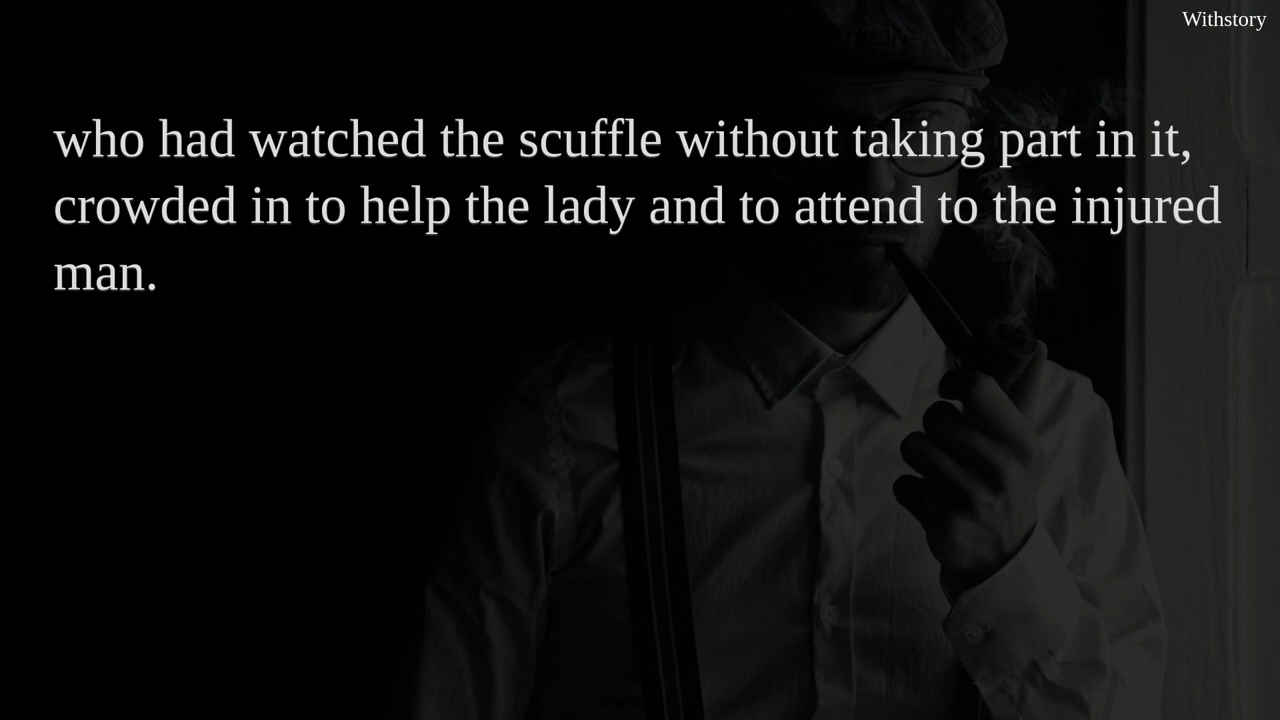 Withstory
who had watched the scuffle without taking part in it,
crowded in to help the lady and to attend to the injured
man.